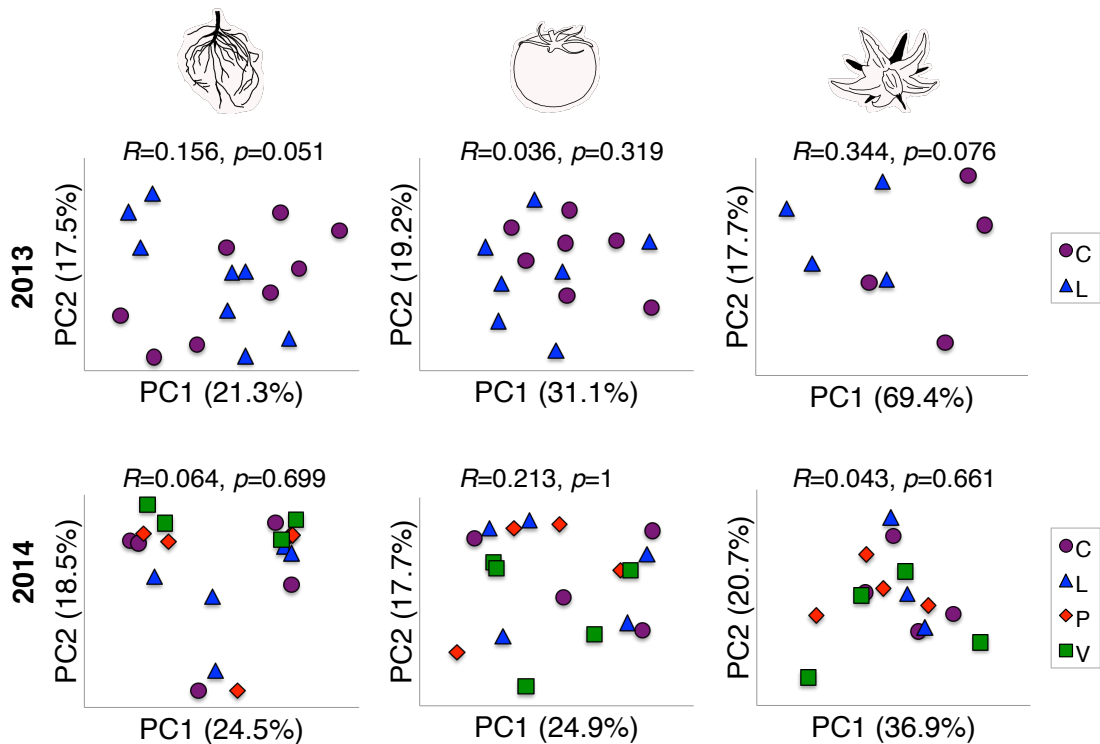 R=0.156, p=0.051
R=0.036, p=0.319
R=0.344, p=0.076
2013
PC2 (17.5%)
PC2 (19.2%)
PC2 (17.7%)
C
L
PC1 (21.3%)
PC1 (31.1%)
PC1 (69.4%)
R=0.064, p=0.699
R=0.213, p=1
R=0.043, p=0.661
2014
PC2 (18.5%)
PC2 (17.7%)
PC2 (20.7%)
C
L
P
V
PC1 (24.5%)
PC1 (24.9%)
PC1 (36.9%)